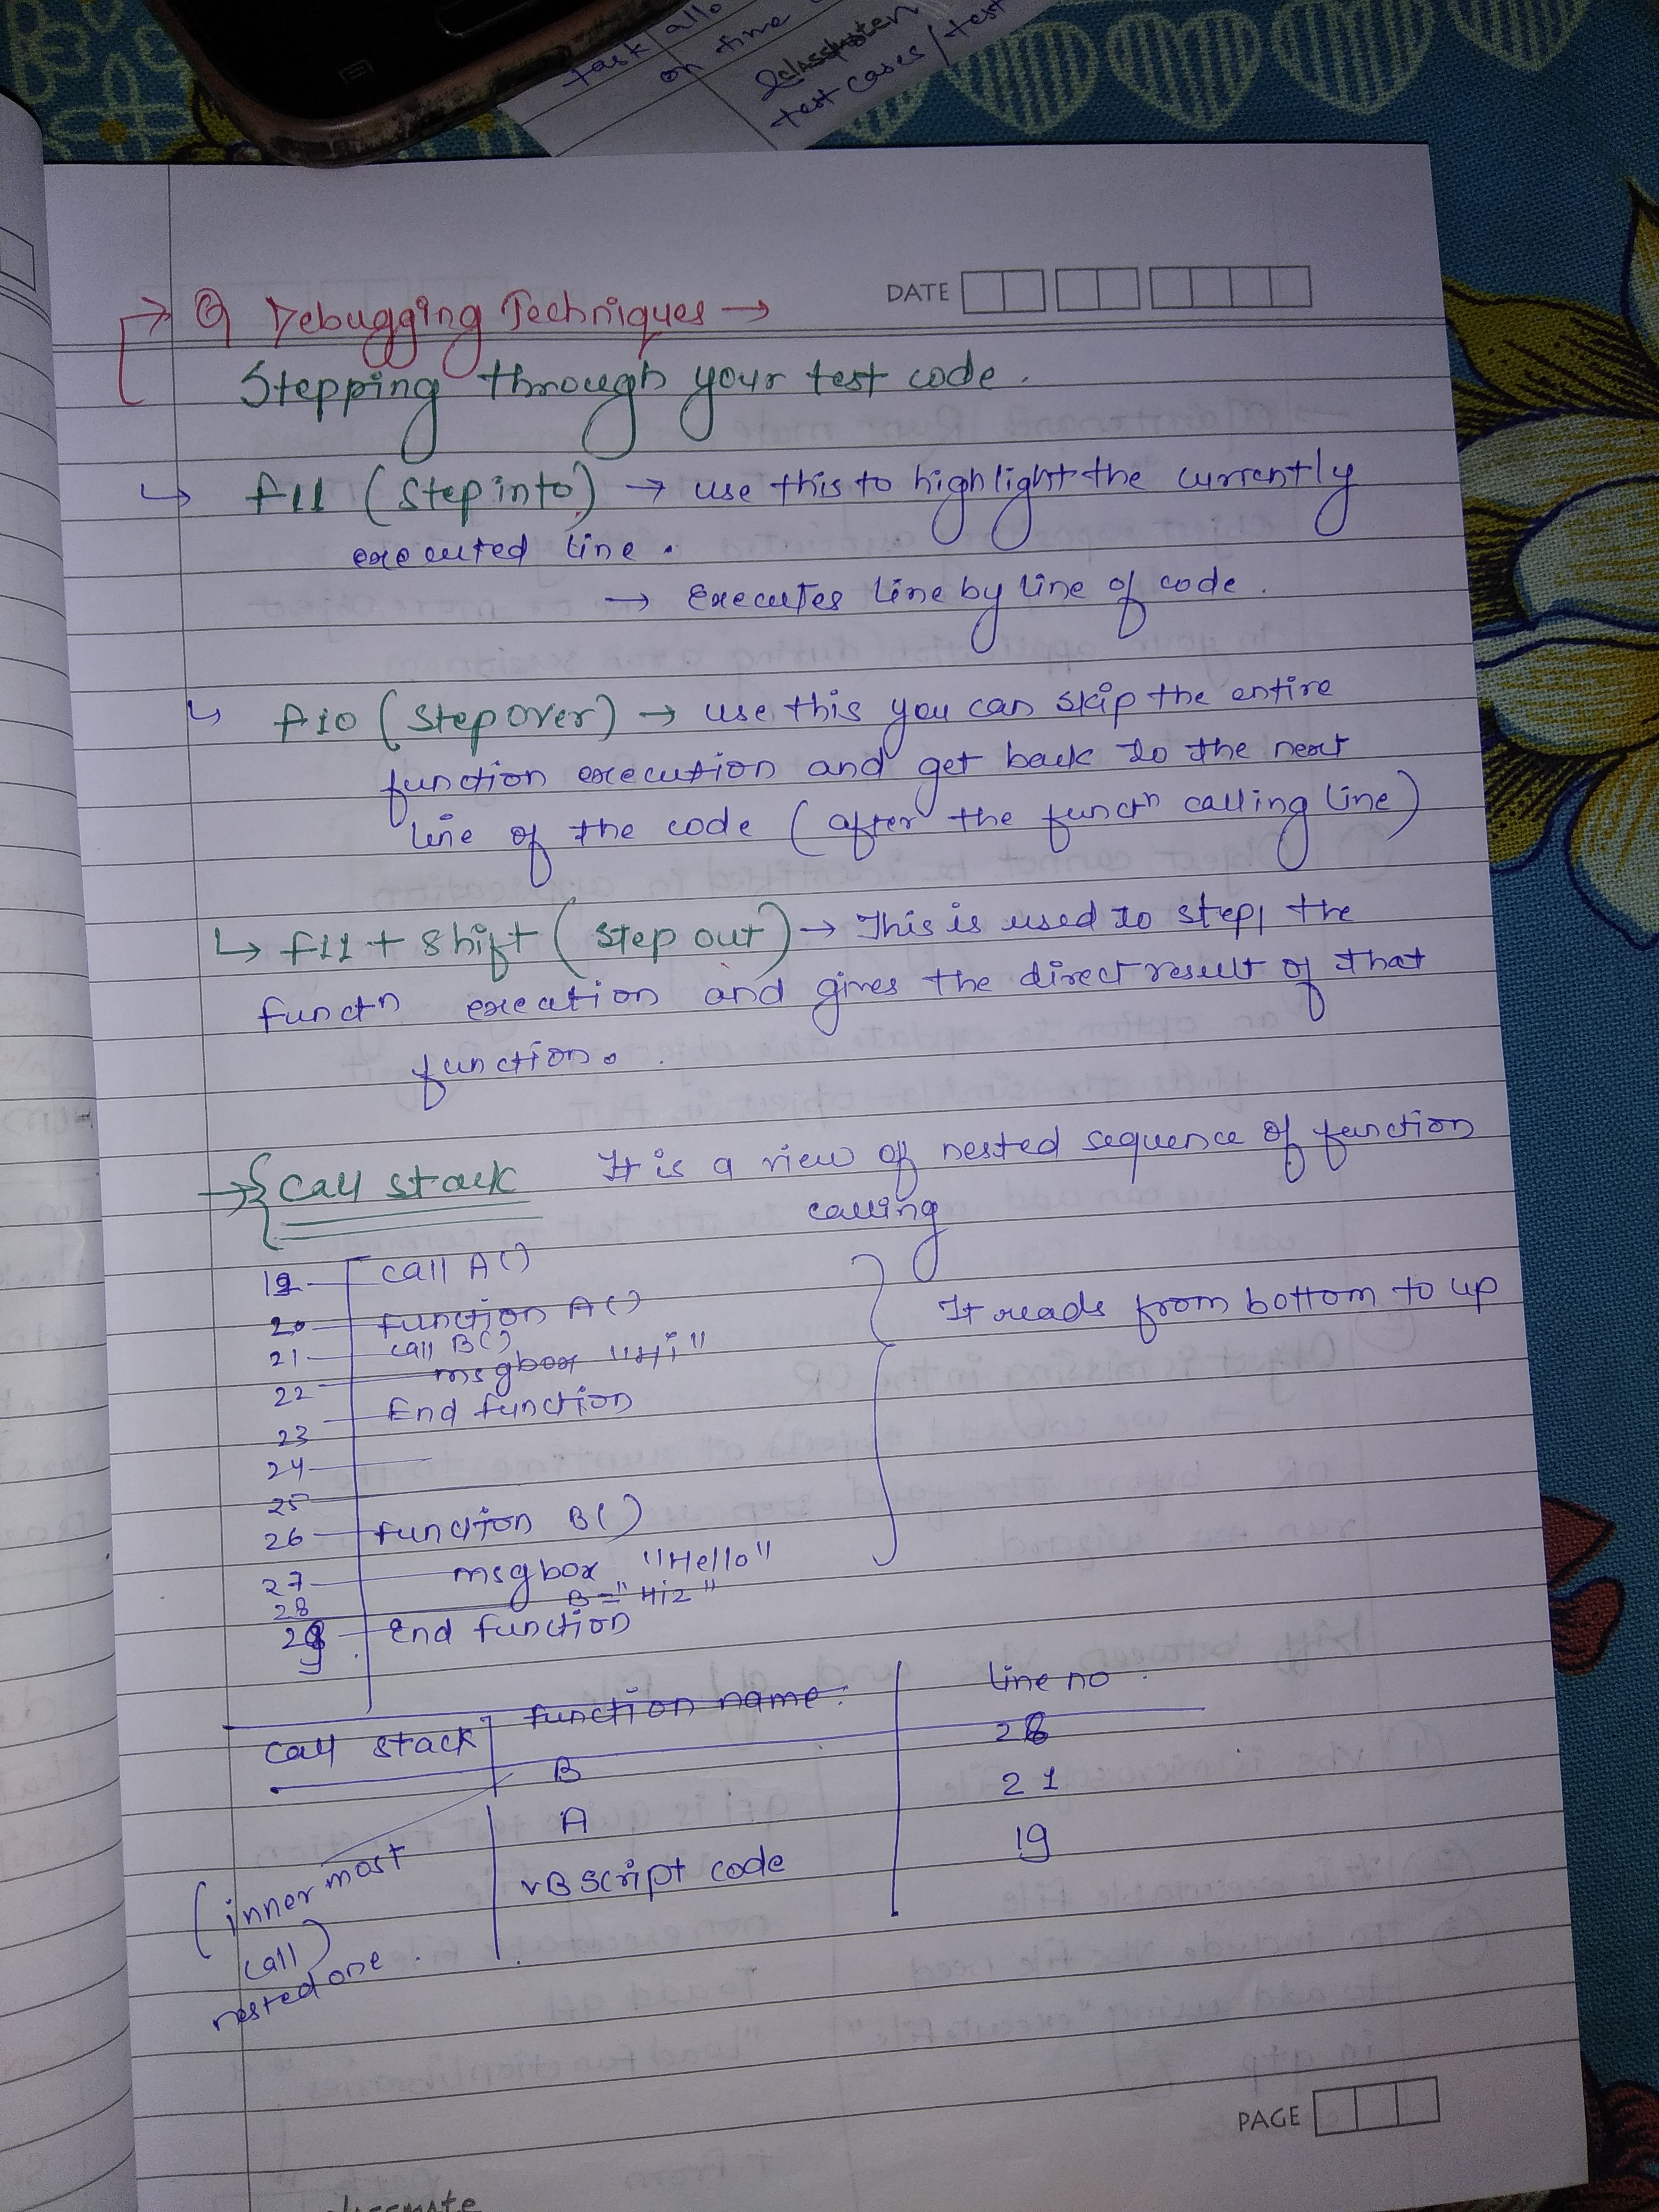 task allo
on time
classmate
test cases / test
DATE
→ Q Debugging Techniques →
Stepping through your test code.
↳ f11 (Step into) → use this to highlight the currently
executed line.
→ Executes line by line of code.
↳ f10 (Step over) → use this you can skip the entire
function execution and get back to the next
line of the code (after the functn calling line)
↳ f11 + shift (step out) → This is used to step, the
functn execution and gives the direct result of that
function.
→ { Call stack It is a view of nested sequence of function
calling
19 call A()
20 function A() It reads from bottom to up
21 call B()
22 msgbox "Hi"
23 End function
24
25
26 function B()
27 msgbox "Hello"
28 B = "Hi2"
29 End function
call stack function name. line no.
B 28
A 21
VB script code 19
(inner most
call)
nested one.
PAGE
classmate